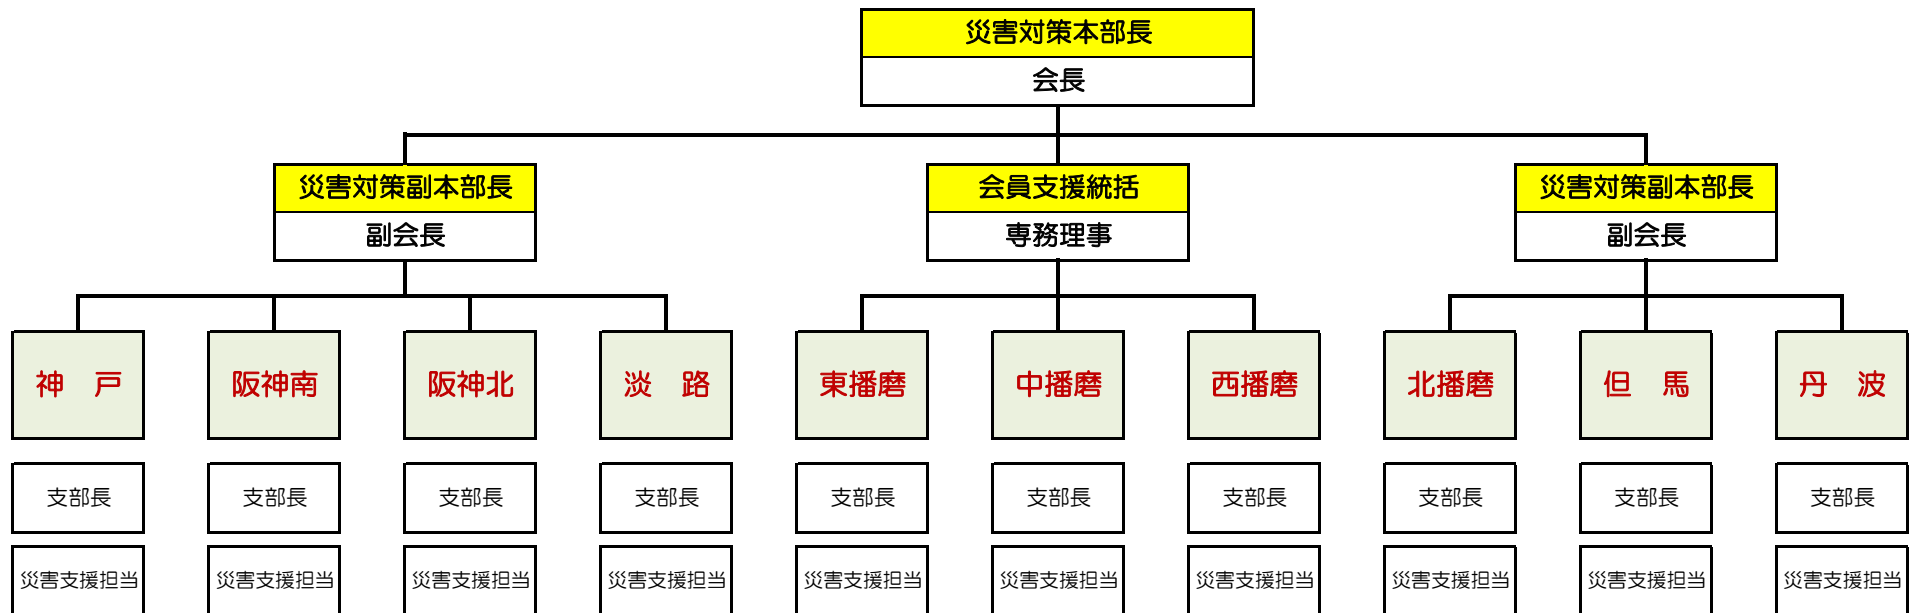 災害対策本部長
会長
災害対策副本部長
会員支援統括
災害対策副本部長
副会長
専務理事
副会長
神　戸
阪神南
阪神北
淡　路
東播磨
中播磨
西播磨
北播磨
但　馬
丹　波
支部長
支部長
支部長
支部長
支部長
支部長
支部長
支部長
支部長
支部長
災害支援担当
災害支援担当
災害支援担当
災害支援担当
災害支援担当
災害支援担当
災害支援担当
災害支援担当
災害支援担当
災害支援担当